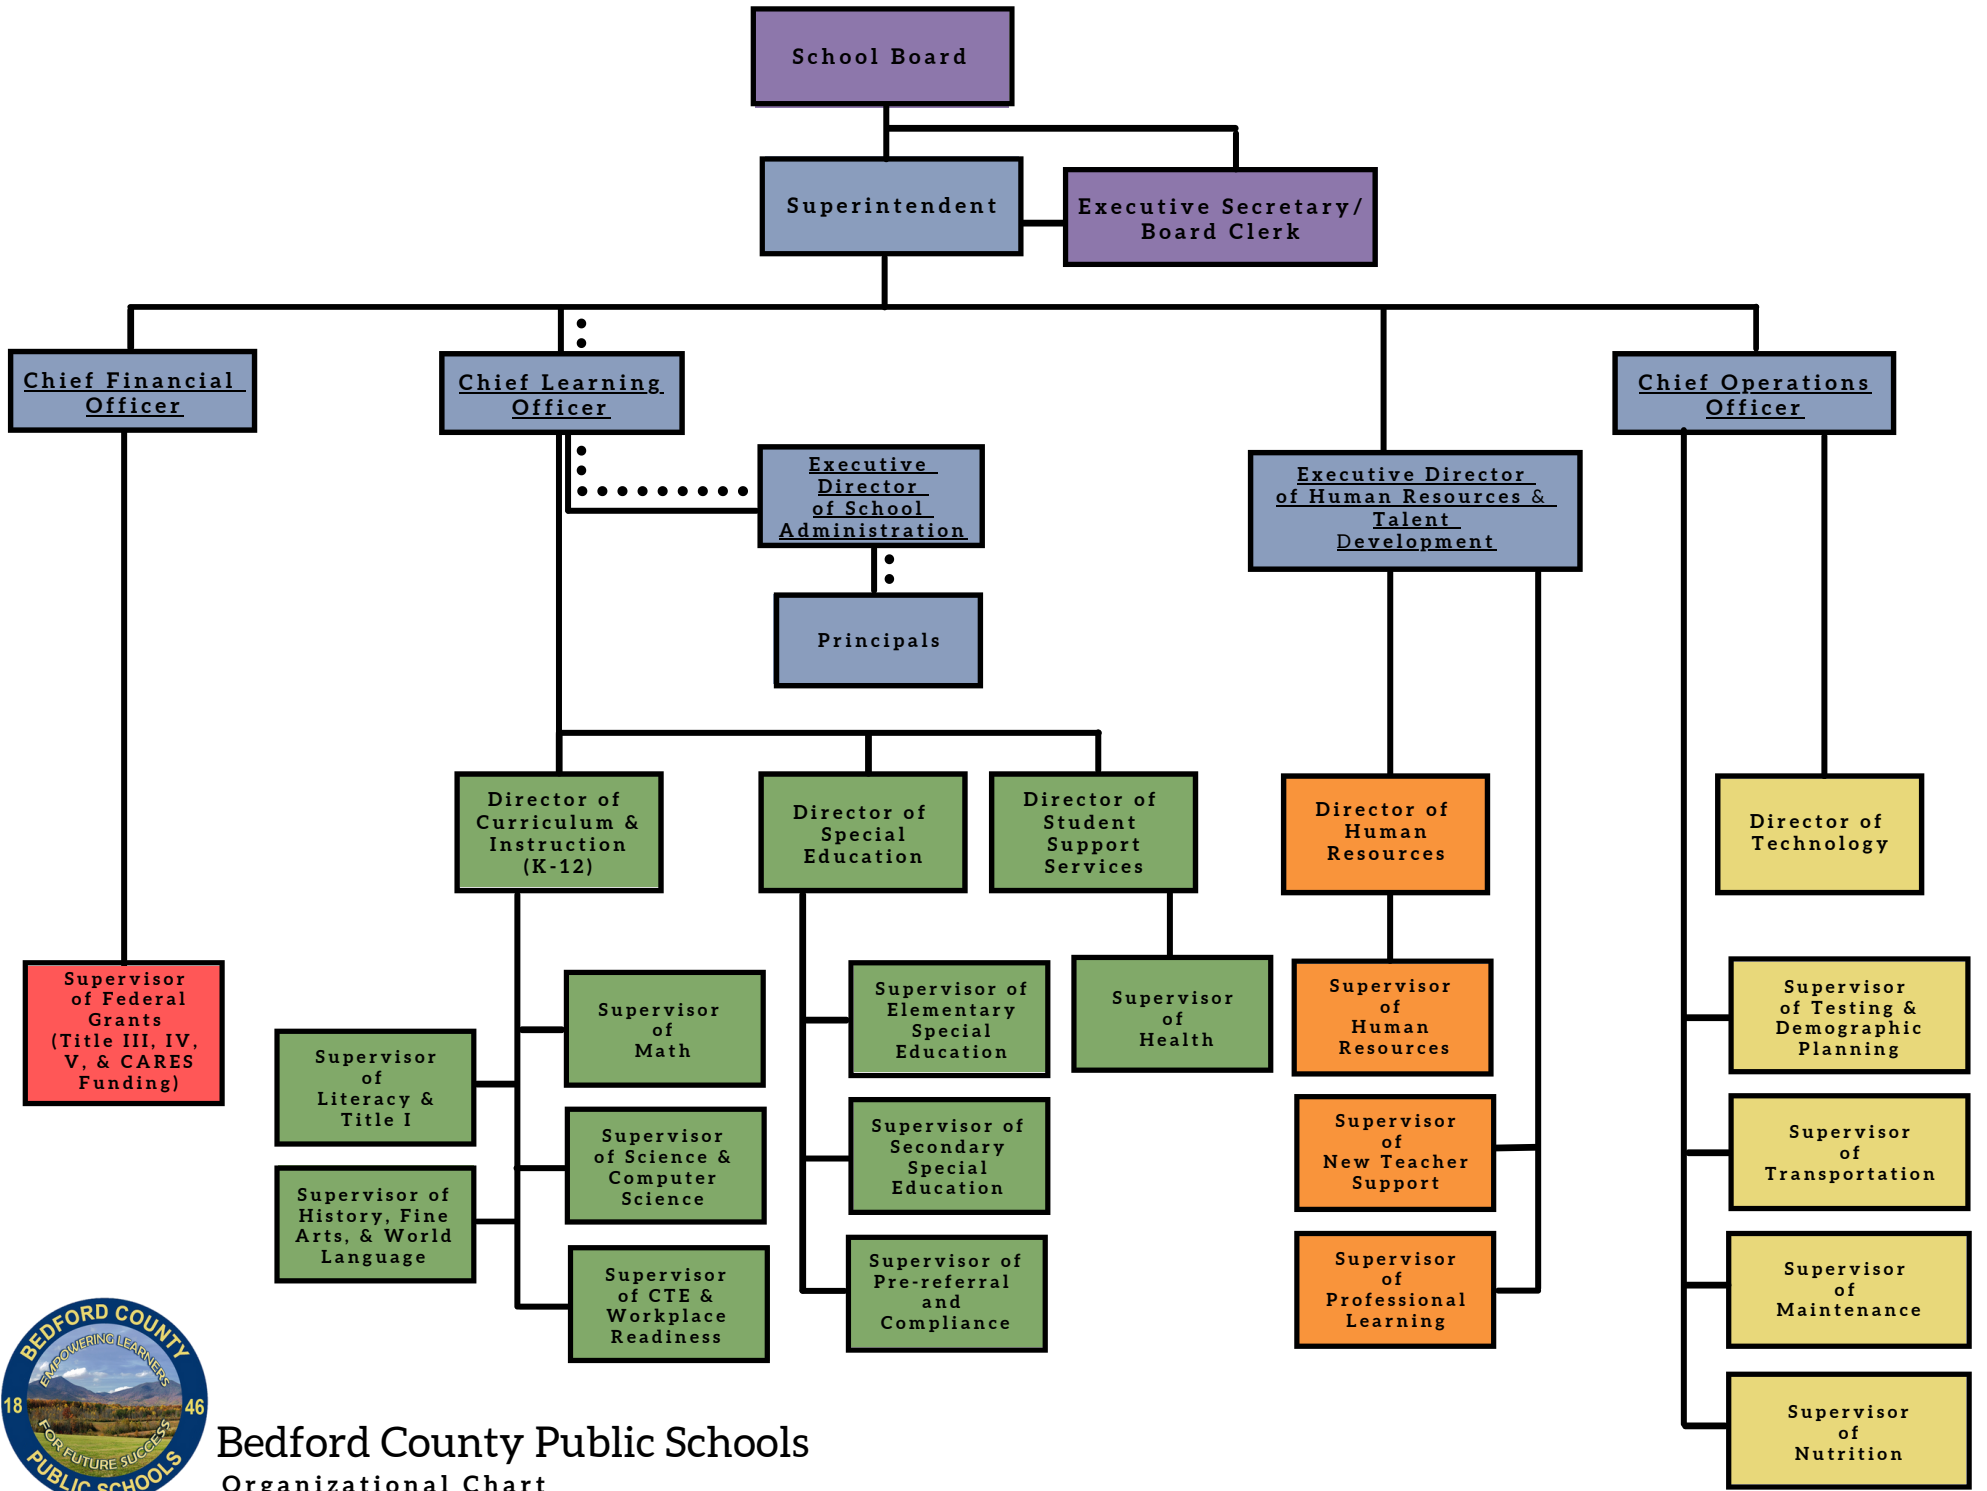 School Board
Superintendent
Executive Secretary/
Board Clerk
Chief Financial
Officer
Chief Learning
Officer
Chief Operations
Officer
Executive
Director
of School
Administration
Executive Director
of Human Resources &
Talent
Development
Principals
Director of
Curriculum &
Instruction
(K-12)
Director of
Special
Education
Director of
Student
Support
Services
Director of
Human
Resources
Director of
Technology
Supervisor
of Federal
Grants
(Title III, IV,
V, & CARES
Funding)
Supervisor
of
Literacy &
Title I
Supervisor of
History, Fine
Arts, & World
Language
Supervisor
of
Math
Supervisor
of Science &
Computer
Science
Supervisor
of CTE &
Workplace
Readiness
Supervisor of
Elementary
Special
Education
Supervisor of
Secondary
Special
Education
Supervisor of
Pre-referral
and
Compliance
Supervisor
of
Health
Supervisor
of
Human
Resources
Supervisor
of
New Teacher
Support
Supervisor
of
Professional
Learning
Supervisor
of Testing &
Demographic
Planning
Supervisor
of
Transportation
Supervisor
of
Maintenance
Supervisor
of
Nutrition
BEDFORD COUNTY
EMPOWERING LEARNERS
18 46
FOR FUTURE SUCCESS
PUBLIC SCHOOLS
Bedford County Public Schools
Organizational Chart